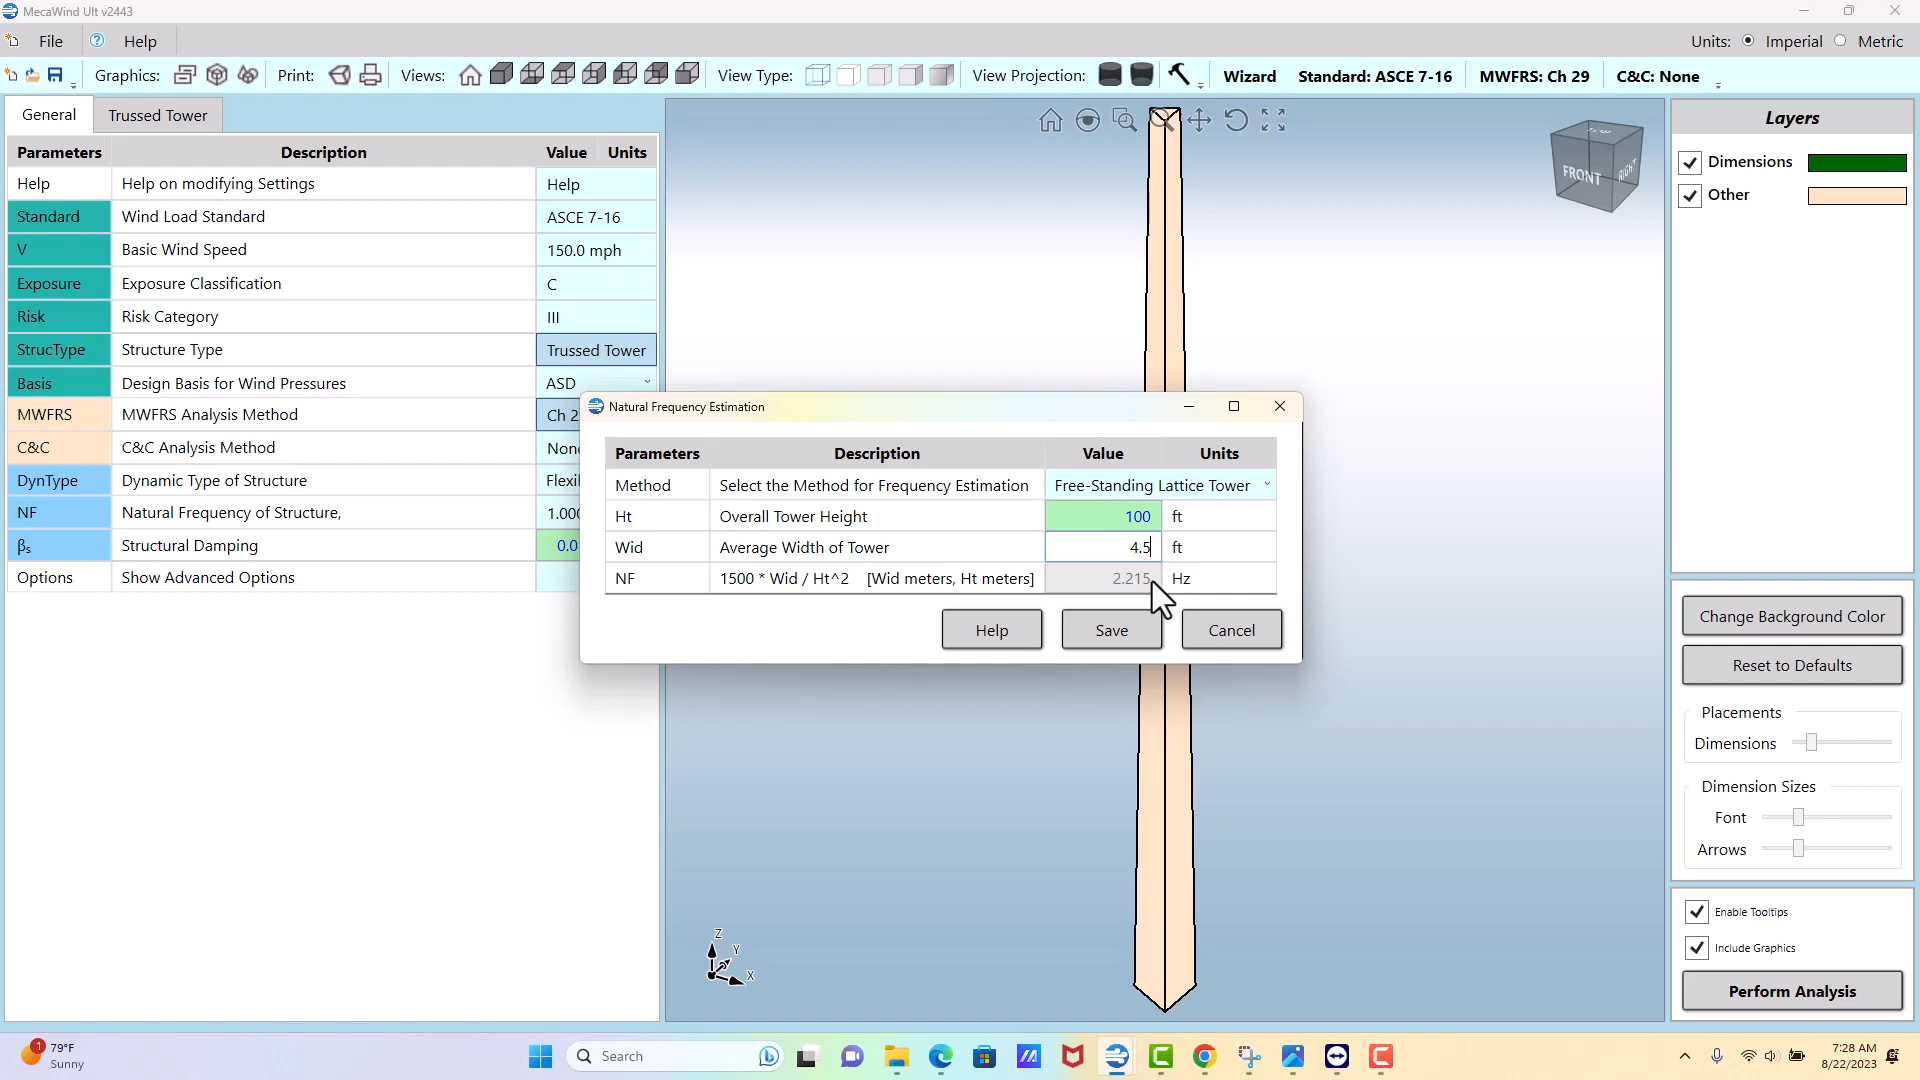 MecaWind Ult v2443
File Help Units: Imperial Metric
Graphics: Print: Views: View Type: View Projection: Wizard Standard: ASCE 7-16 MWFRS: Ch 29 C&C: None
General Trussed Tower
Parameters Description Value Units
Help Help on modifying Settings Help
Standard Wind Load Standard ASCE 7-16
V Basic Wind Speed 150.0 mph
Exposure Exposure Classification C
Risk Risk Category III
StrucType Structure Type Trussed Tower
Basis Design Basis for Wind Pressures ASD
MWFRS MWFRS Analysis Method Ch 2
C&C C&C Analysis Method
DynType Dynamic Type of Structure
NF Natural Frequency of Structure,
βs Structural Damping 0.0
Options Show Advanced Options
Natural Frequency Estimation
Parameters Description Value Units
Method Select the Method for Frequency Estimation Free-Standing Lattice Tower
Ht Overall Tower Height 100 ft
Wid Average Width of Tower 4.5 ft
NF 1500 * Wid / Ht^2 [Wid meters, Ht meters] 2.215 Hz
Help Save Cancel
TOP
FRONT RIGHT
Z
Y
X
Layers
Dimensions
Other
Change Background Color
Reset to Defaults
Placements
Dimensions
Dimension Sizes
Font
Arrows
Enable Tooltips
Include Graphics
Perform Analysis
1 79°F
Sunny
Search
7:28 AM
8/22/2023